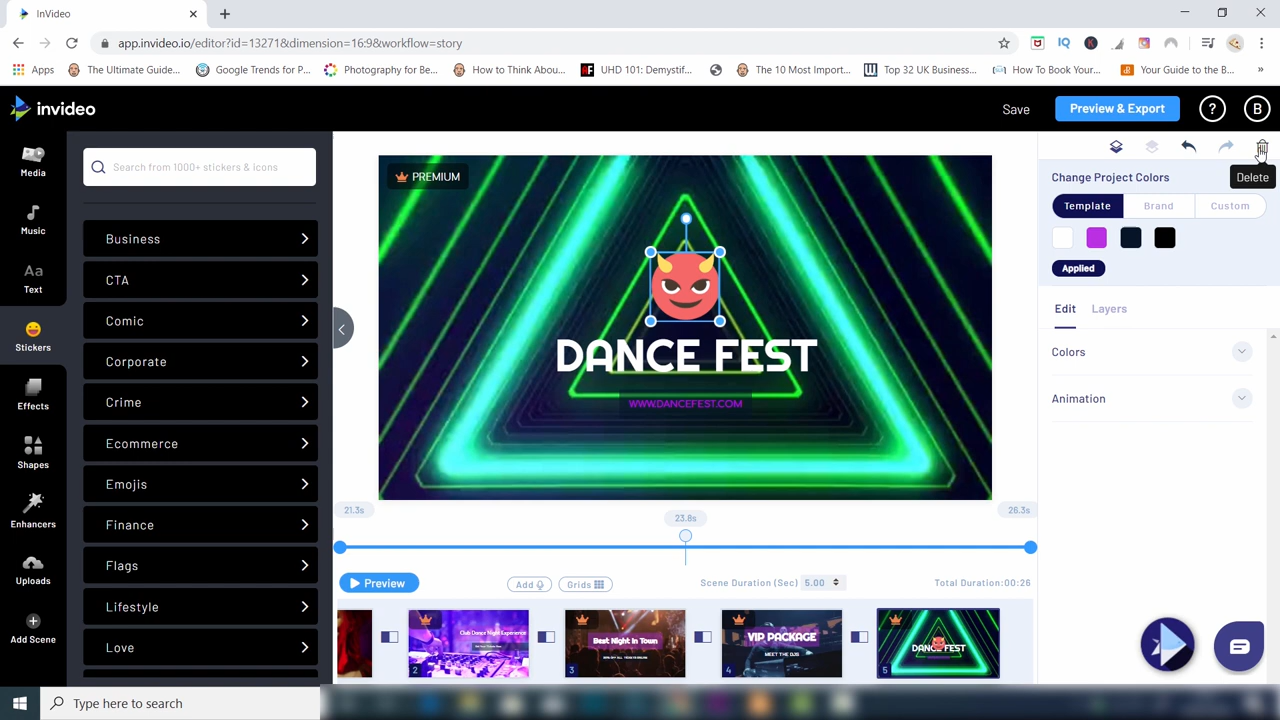 InVideo
app.invideo.io/editor?id=13271&dimension=16:9&workflow=story
Apps
The Ultimate Guide...
Google Trends for P...
Photography for Be...
How to Think Abou...
UHD 101: Demystif...
The 10 Most Import...
Top 32 UK Business...
How To Book Your...
Your Guide to the B...
invideo
Save
Preview & Export
?
B
Media
Music
Aa
Text
Stickers
Effects
Shapes
Enhancers
Uploads
Add Scene
Search from 1000+ stickers & icons
Business
CTA
Comic
Corporate
Crime
Ecommerce
Emojis
Finance
Flags
Lifestyle
Love
PREMIUM
DANCE FEST
WWW.DANCEFEST.COM
21.3s
23.8s
26.3s
Preview
Add
Grids
Scene Duration (Sec) 5.00
Total Duration:00:26
Club Dance Night Experience
2
Best Night In Town
3
VIP PACKAGE
MEET THE DJS
4
DANCE FEST
5
Delete
Change Project Colors
Template
Brand
Custom
Applied
Edit
Layers
Colors
Animation
Type here to search